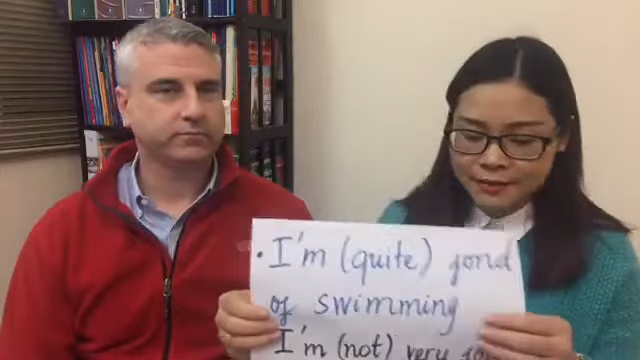 • I'm (quite) fond
of swimming
I'm (not) very